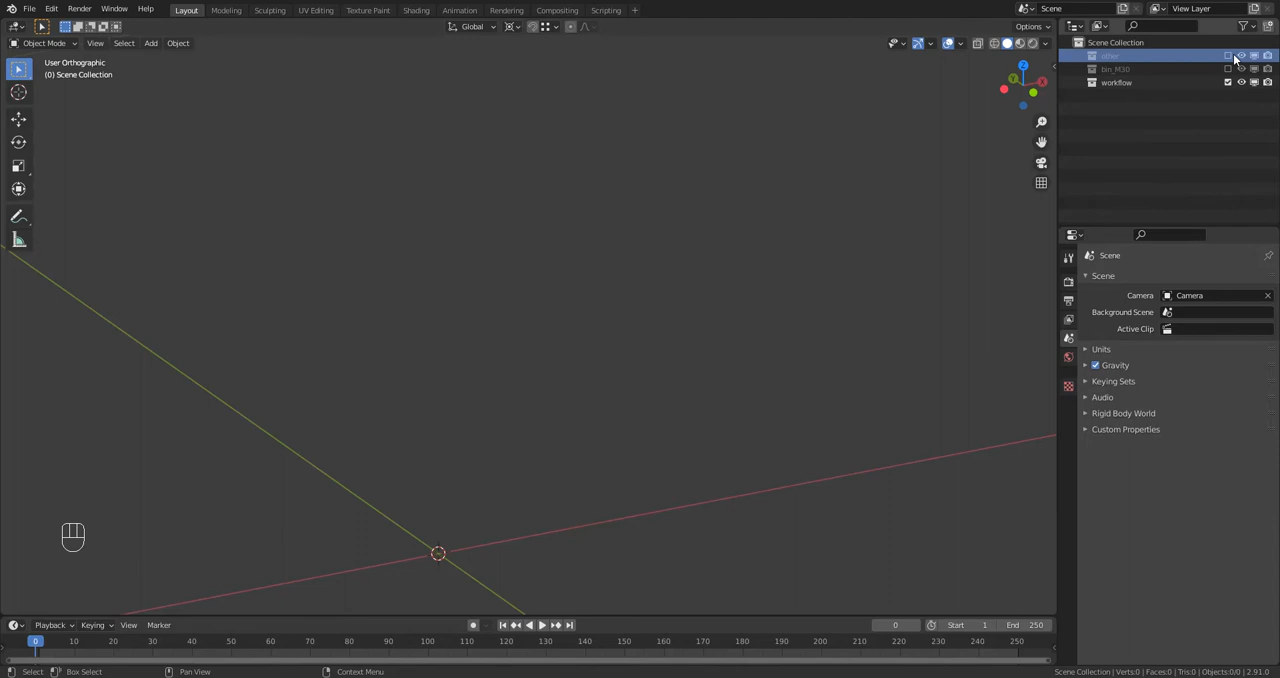 File Edit Render Window Help Layout Modeling Sculpting UV Editing Texture Paint Shading Animation Rendering Compositing Scripting + Scene View Layer
Global Options
Object Mode View Select Add Object
Scene Collection
User Orthographic
other
(0) Scene Collection
bin_M30
Z
Y
workflow
Scene
Scene
Camera Camera
Background Scene
Active Clip
Units
Gravity
Keying Sets
Audio
Rigid Body World
Custom Properties
Playback Keying View Marker 0 Start 1 End 250
0 10 20 30 40 50 60 70 80 90 100 110 120 130 140 150 160 170 180 190 200 210 220 230 240 250
Select Box Select Pan View Context Menu Scene Collection | Verts:0 | Faces:0 | Tris:0 | Objects:0/0 | 2.91.0